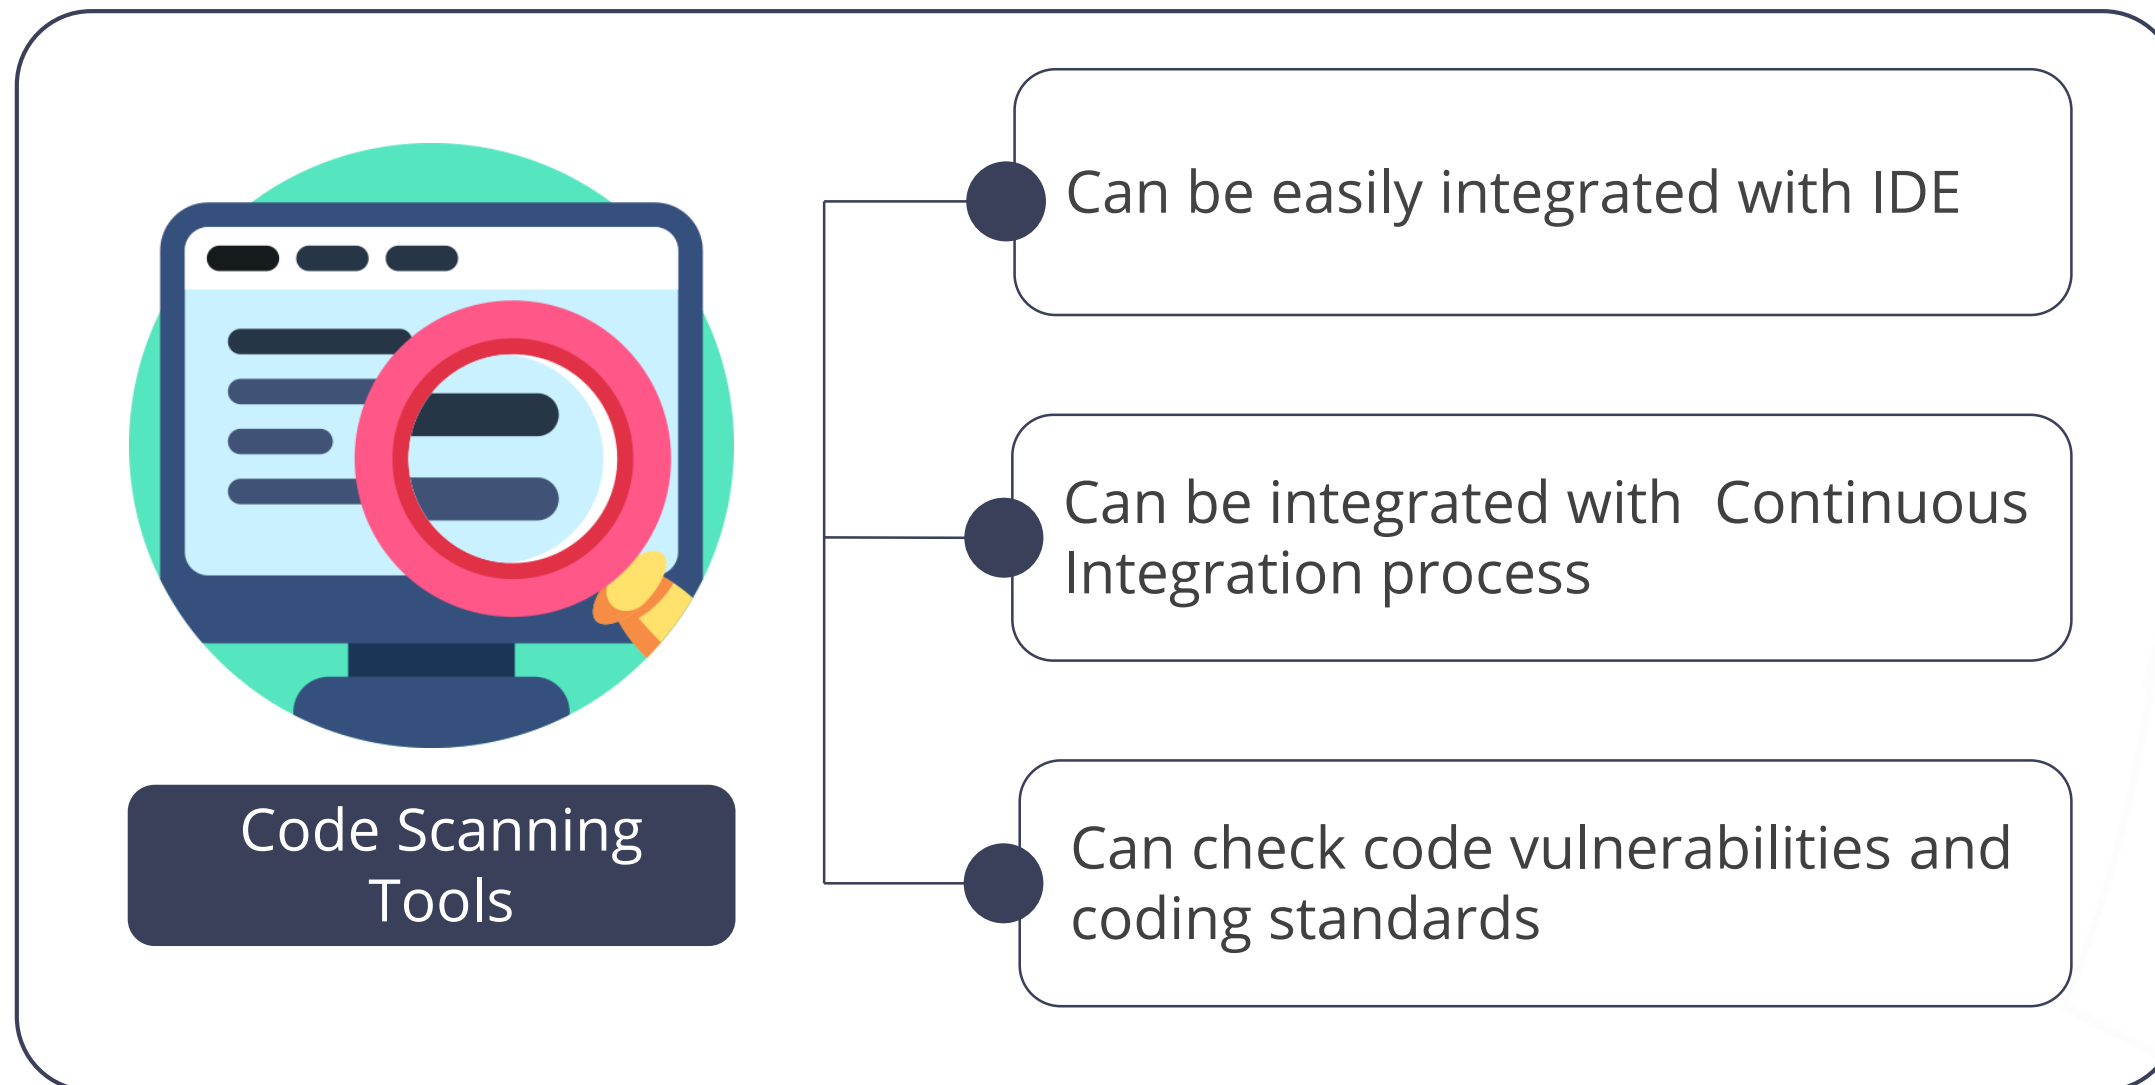 Code Scanning
Tools
Can be easily integrated with IDE
Can be integrated with  Continuous
Integration process
Can check code vulnerabilities and
coding standards